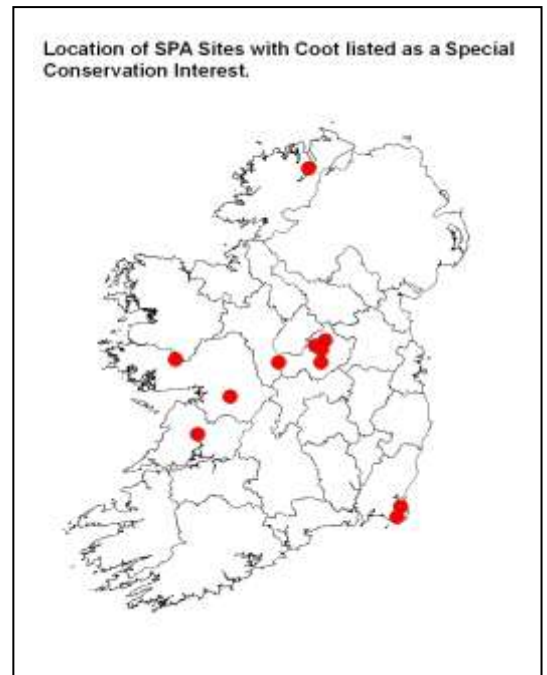 Location of SPA Sites with Coot listed as a Special
Conservation Interest.